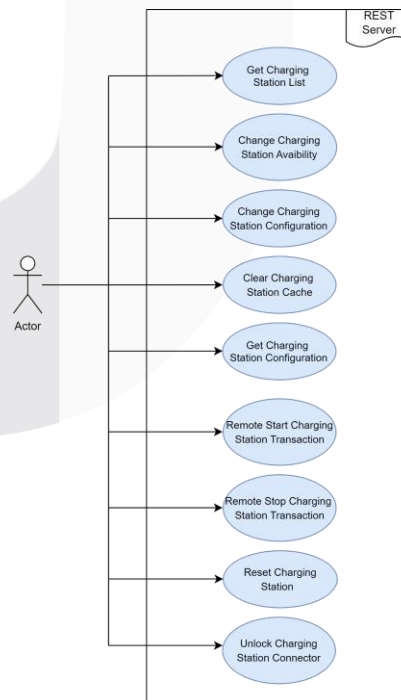 REST
Server
Get Charging
Station List
Change Charging
Station Avaibility
Change Charging
Station Configuration
Clear Charging
Station Cache
Actor
Get Charging
Station Configuration
Remote Start Charging
Station Transaction
Remote Stop Charging
Station Transaction
Reset Charging
Station
Unlock Charging
Station Connector